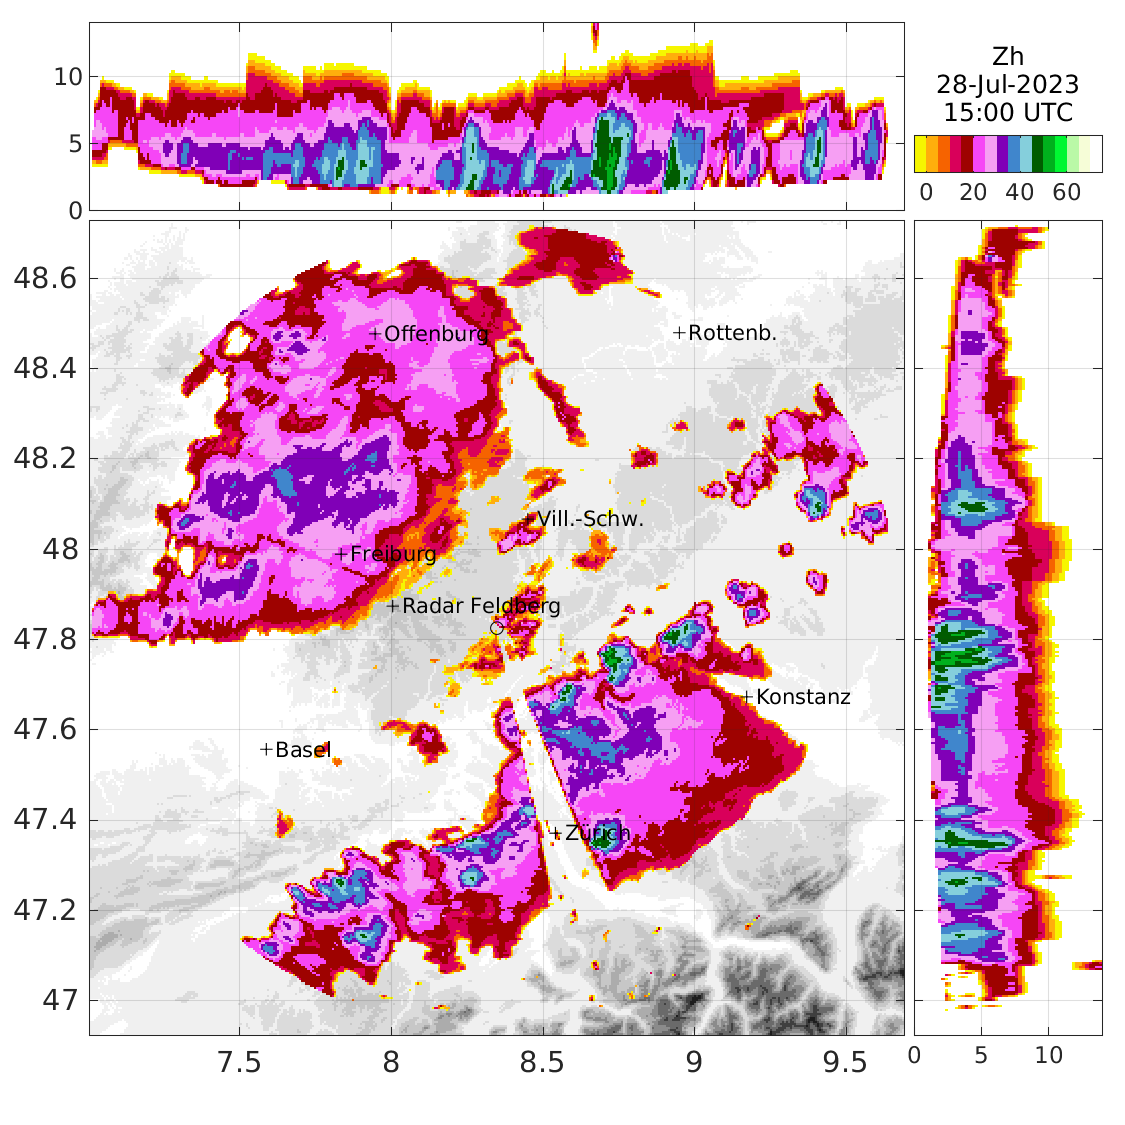 10
5
0
Zh
28-Jul-2023
15:00 UTC
0 20 40 60
48.6
48.4
48.2
48
47.8
47.6
47.4
47.2
47
Offenburg
Rottenb.
Vill.-Schw.
Freiburg
Radar Feldberg
Konstanz
Basel
Zürich
7.5 8 8.5 9 9.5
0 5 10